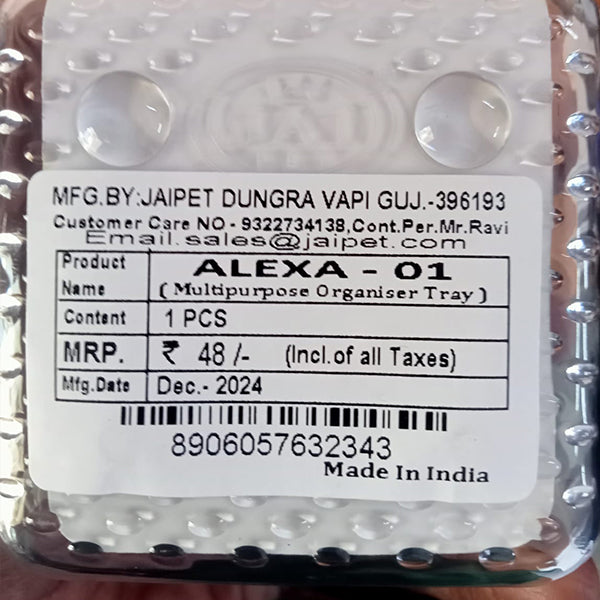 MFG.BY:JAIPET DUNGRA VAPI GUJ.-396193
Customer Care NO - 9322734138,Cont.Per.Mr.Ravi
Email.sales@jaipet.com
Product Name ALEXA - 01
( Multipurpose Organiser Tray )
Content 1 PCS
MRP. ₹ 48 /- (Incl.of all Taxes)
Mfg.Date Dec.- 2024
8906057632343
Made In India